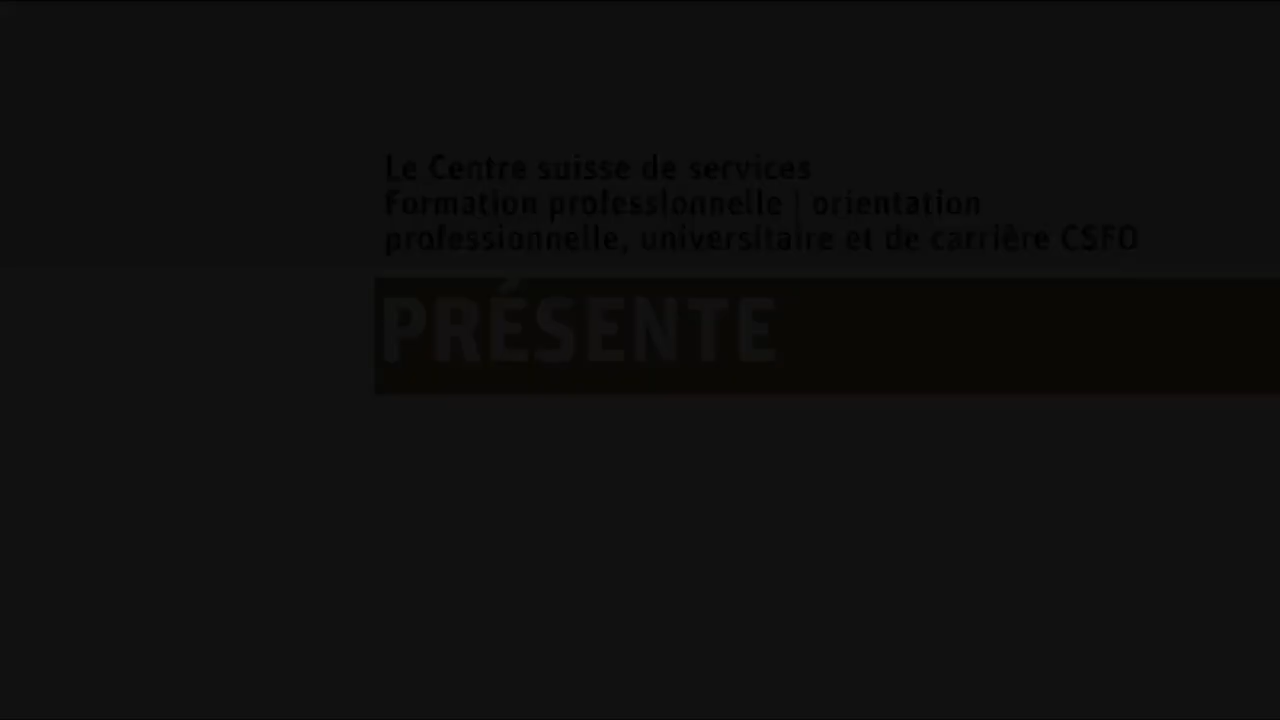 Le Centre suisse de services
Formation professionnelle | orientation
professionnelle, universitaire et de carrière CSFO
PRÉSENTE